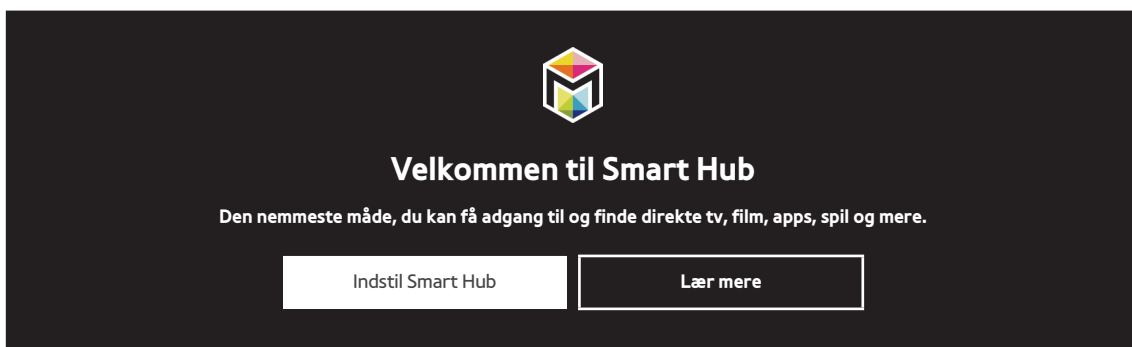 Velkommen til Smart Hub
Den nemmeste måde, du kan få adgang til og finde direkte tv, film, apps, spil og mere.
Indstil Smart Hub
Lær mere